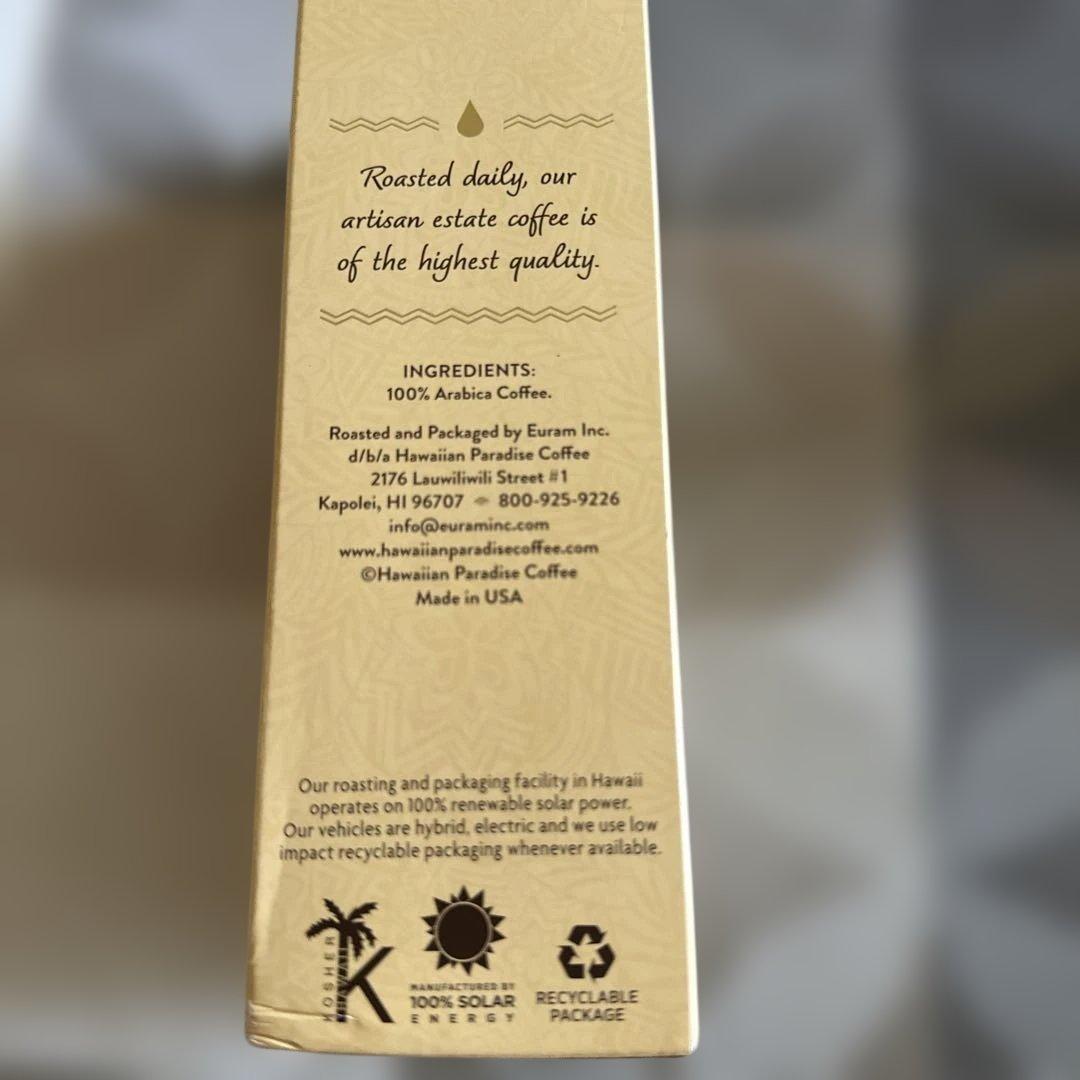 Roasted daily, our
artisan estate coffee is
of the highest quality.
INGREDIENTS:
100% Arabica Coffee.
Roasted and Packaged by Euram Inc.
d/b/a Hawaiian Paradise Coffee
2176 Lauwiliwili Street #1
Kapolei, HI 96707 800-925-9226
info@euraminc.com
www.hawaiianparadisecoffee.com
©Hawaiian Paradise Coffee
Made in USA
Our roasting and packaging facility in Hawaii
operates on 100% renewable solar power.
Our vehicles are hybrid, electric and we use low
impact recyclable packaging whenever available.
KOSHER
HAWAII
K
MANUFACTURED BY
100% SOLAR
ENERGY
RECYCLABLE
PACKAGE